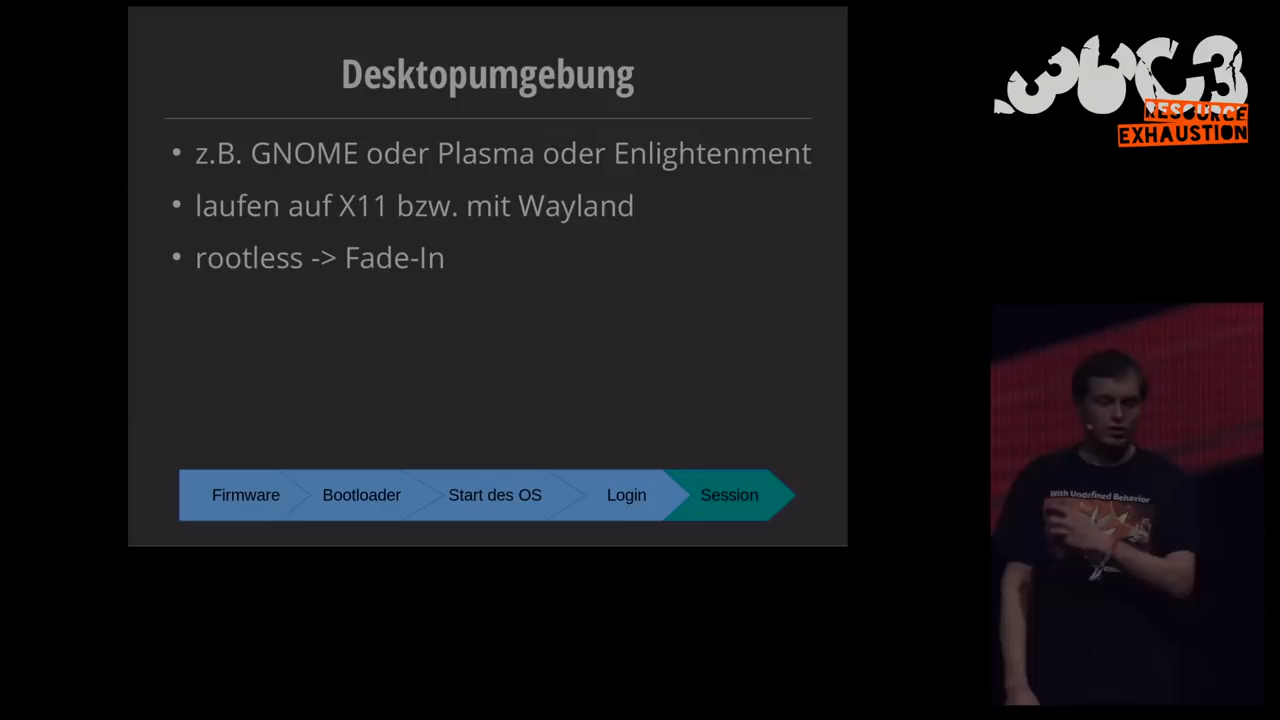 Desktopumgebung
• z.B. GNOME oder Plasma oder Enlightenment
• laufen auf X11 bzw. mit Wayland
• rootless -> Fade-In
Firmware
Bootloader
Start des OS
Login
Session
36C3
RESOURCE
EXHAUSTION
With Undefined Behavior